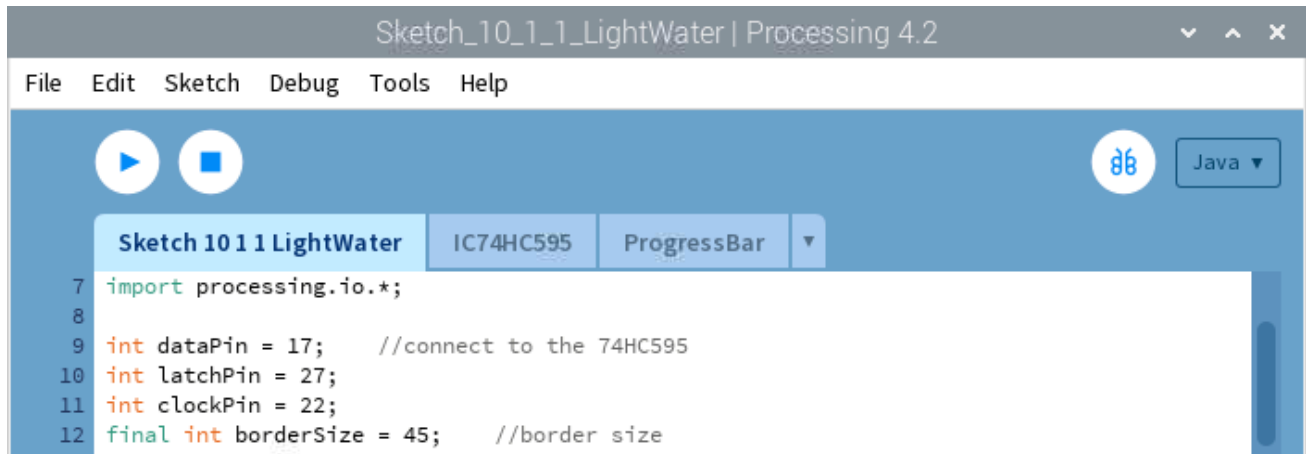 Sketch_10_1_1_LightWater | Processing 4.2
File Edit Sketch Debug Tools Help
Java ▼
Sketch 10 1 1 LightWater IC74HC595 ProgressBar ▼
7 import processing.io.*;
8
9 int dataPin = 17;    //connect to the 74HC595
10 int latchPin = 27;
11 int clockPin = 22;
12 final int borderSize = 45;    //border size